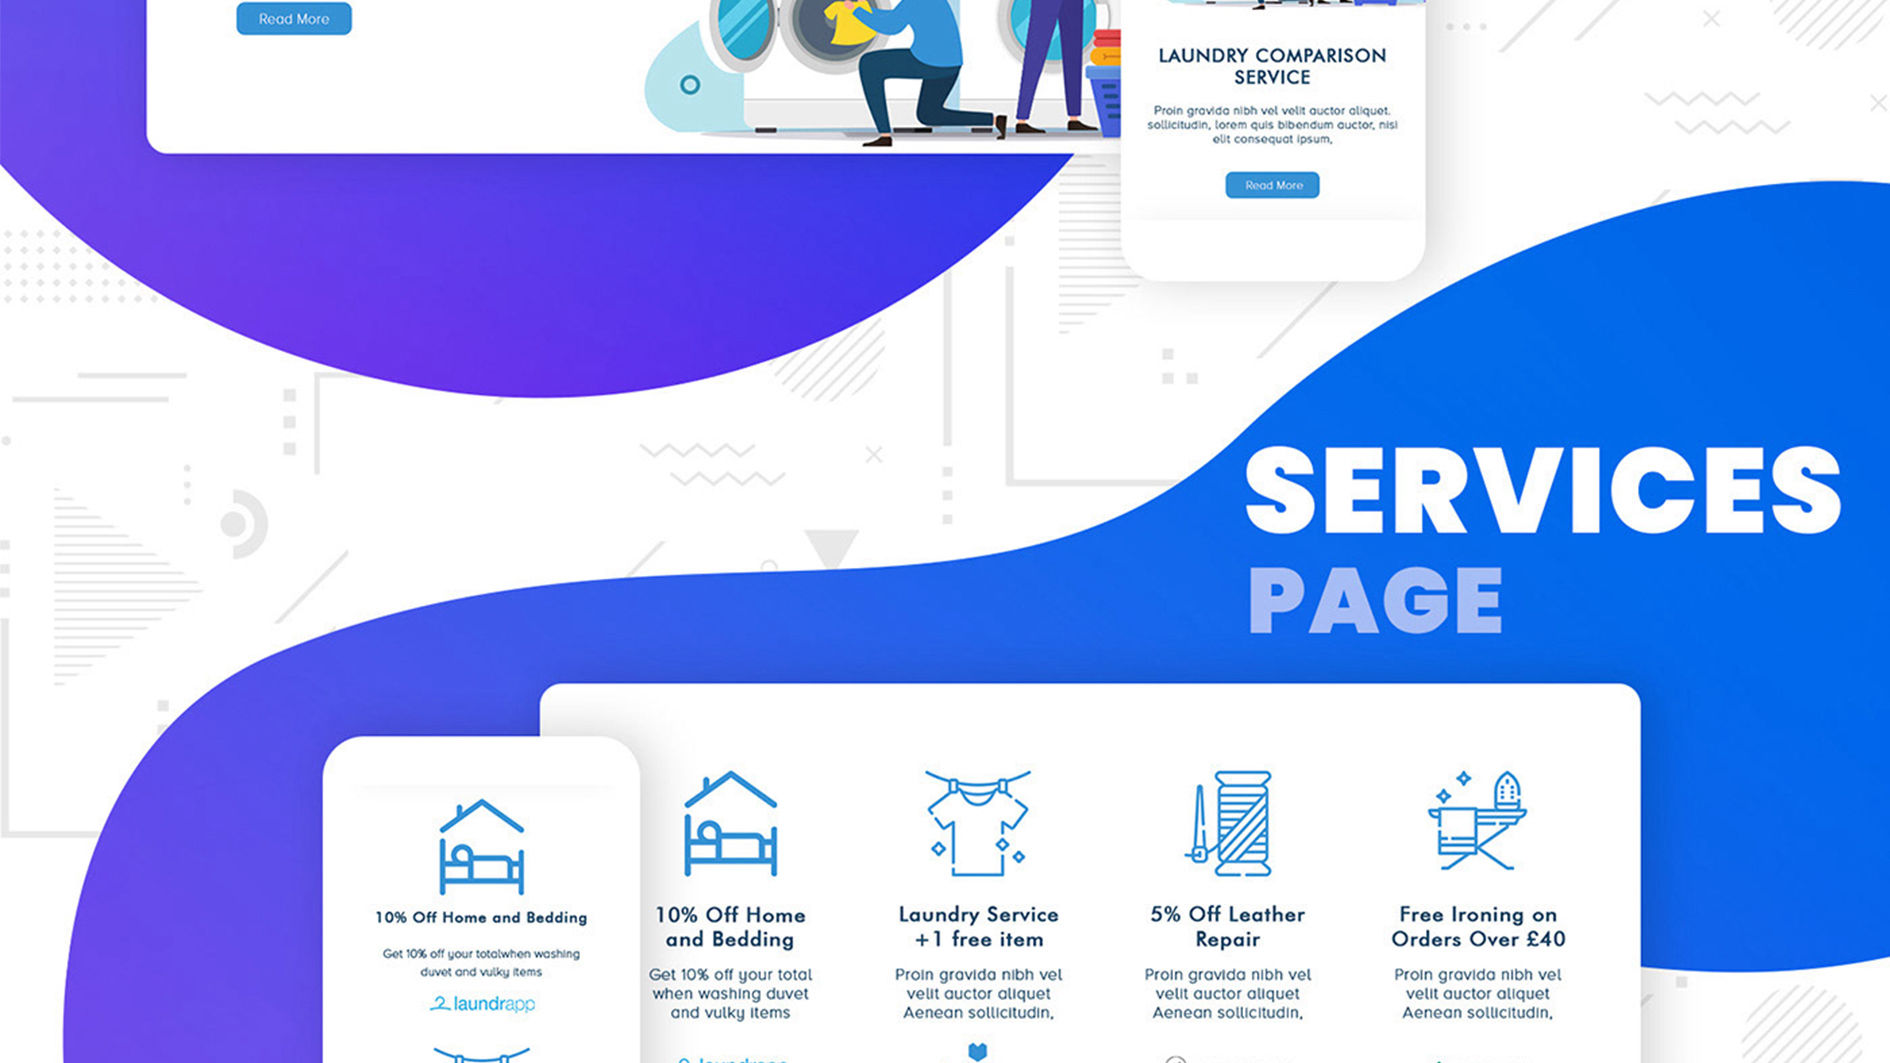 Read More
LAUNDRY COMPARISON
SERVICE
Proin gravida nibh vel velit auctor aliquet.
sollicitudin, lorem quis bibendum auctor, nisi
elit consequat ipsum,
Read More
SERVICES
PAGE
10% Off Home and Bedding
Get 10% off your totalwhen washing
duvet and vulky items
laundrapp
10% Off Home
and Bedding
Get 10% off your total
when washing duvet
and vulky items
Laundry Service
+1 free item
Proin gravida nibh vel
velit auctor aliquet
Aenean sollicitudin,
5% Off Leather
Repair
Proin gravida nibh vel
velit auctor aliquet
Aenean sollicitudin,
Free Ironing on
Orders Over £40
Proin gravida nibh vel
velit auctor aliquet
Aenean sollicitudin,